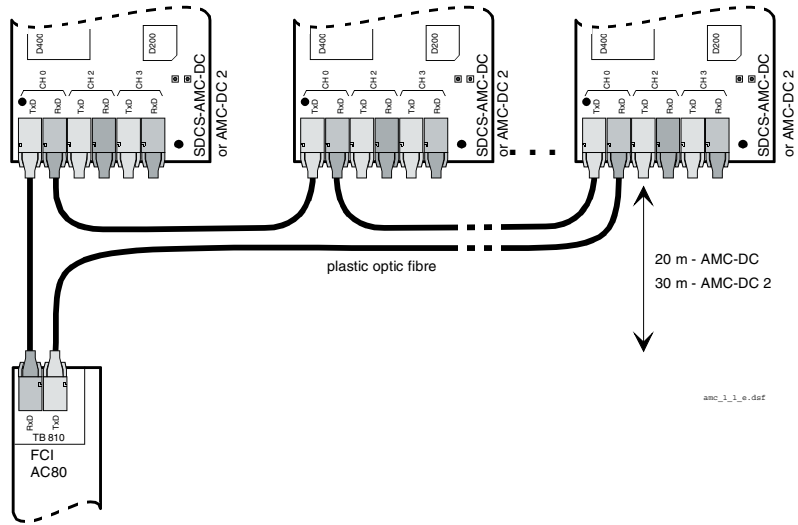 D400
D200
CH 0
CH 2
CH 3
TxD
RxD
TxD
RxD
TxD
RxD
SDCS-AMC-DC
or AMC-DC 2
D400
D200
CH 0
CH 2
CH 3
TxD
RxD
TxD
RxD
TxD
RxD
SDCS-AMC-DC
or AMC-DC 2
D400
D200
CH 0
CH 2
CH 3
TxD
RxD
TxD
RxD
TxD
RxD
SDCS-AMC-DC
or AMC-DC 2
plastic optic fibre
20 m - AMC-DC
30 m - AMC-DC 2
amc_l_l_e.dsf
RxD
TxD
TB 810
FCI
AC80